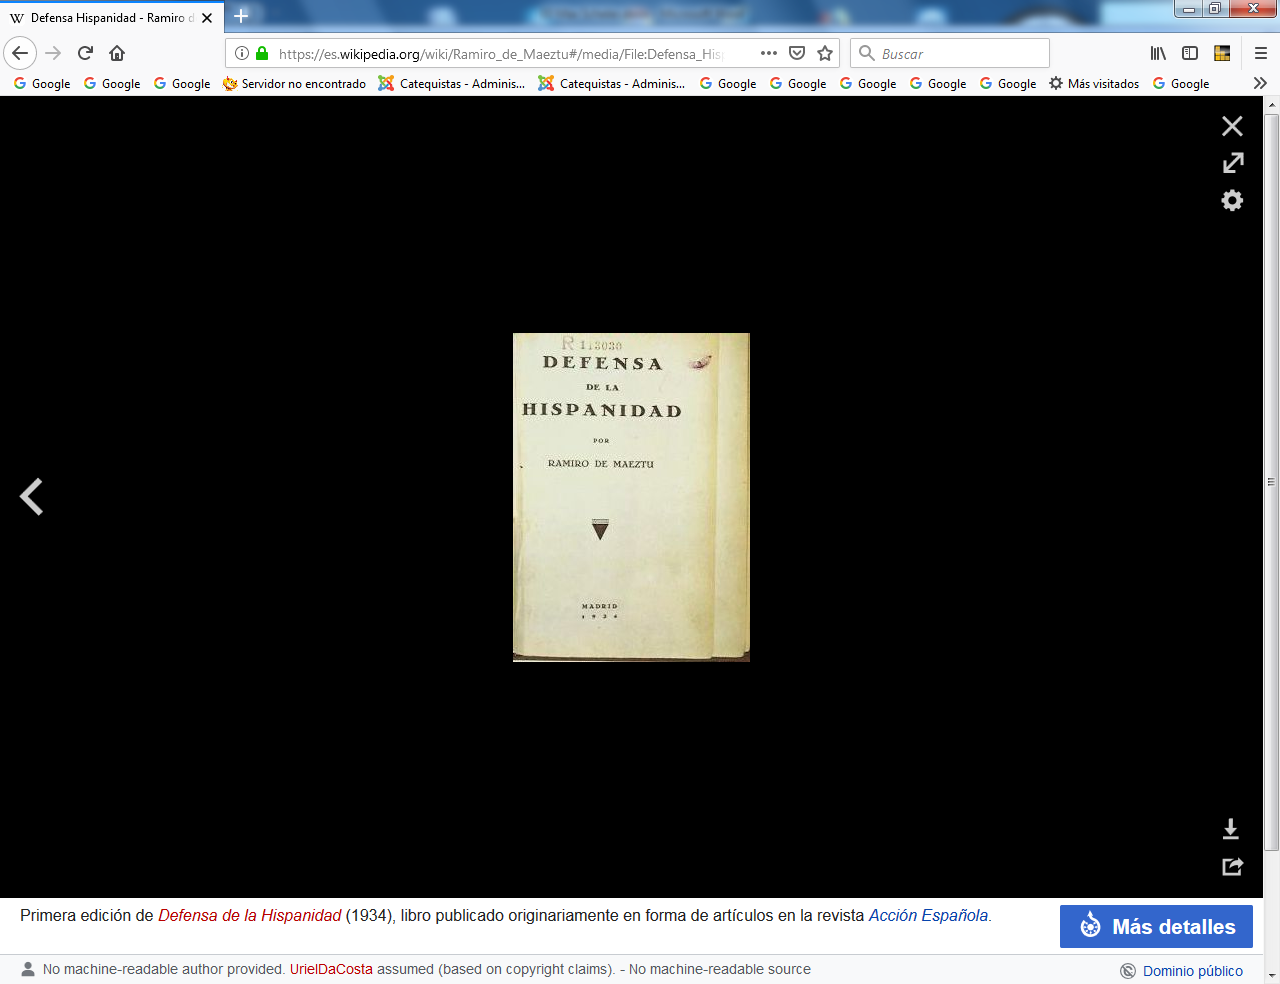 Defensa Hispanidad - Ramiro d
https://es.wikipedia.org/wiki/Ramiro_de_Maeztu#/media/File:Defensa_His
Buscar
Google
Google
Google
Servidor no encontrado
Catequistas - Adminis...
Catequistas - Adminis...
Google
Google
Google
Google
Google
Más visitados
Google
R 113030
DEFENSA
DE LA
HISPANIDAD
POR
RAMIRO DE MAEZTU
MADRID
1934
Primera edición de Defensa de la Hispanidad (1934), libro publicado originariamente en forma de artículos en la revista Acción Española.
Más detalles
No machine-readable author provided. UrielDaCosta assumed (based on copyright claims). - No machine-readable source
Dominio público